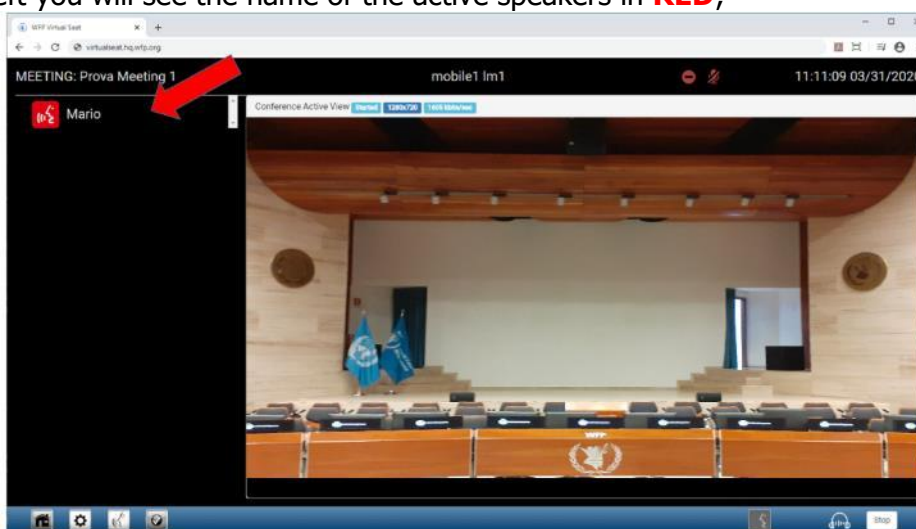 eft you will see the name of the active speakers in RED,
WFP Virtual Seat
virtualseat.hq.wfp.org
MEETING: Prova Meeting 1
mobile1 lm1
11:11:09 03/31/2020
Mario
Conference Active View Started 1280x720
WFP
Stop